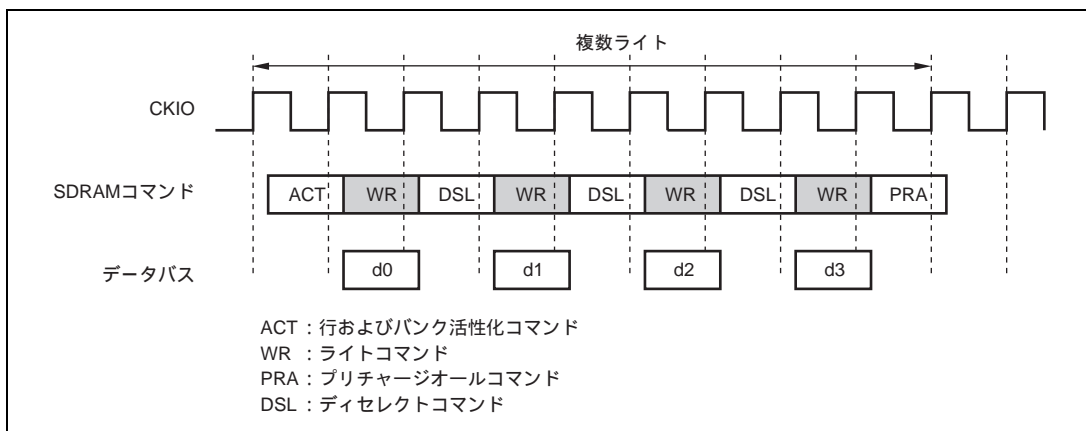 複数ライト
CKIO
SDRAMコマンド ACT WR DSL WR DSL WR DSL WR PRA
データバス d0 d1 d2 d3
ACT:行およびバンク活性化コマンド
WR :ライトコマンド
PRA:プリチャージオールコマンド
DSL:ディセレクトコマンド